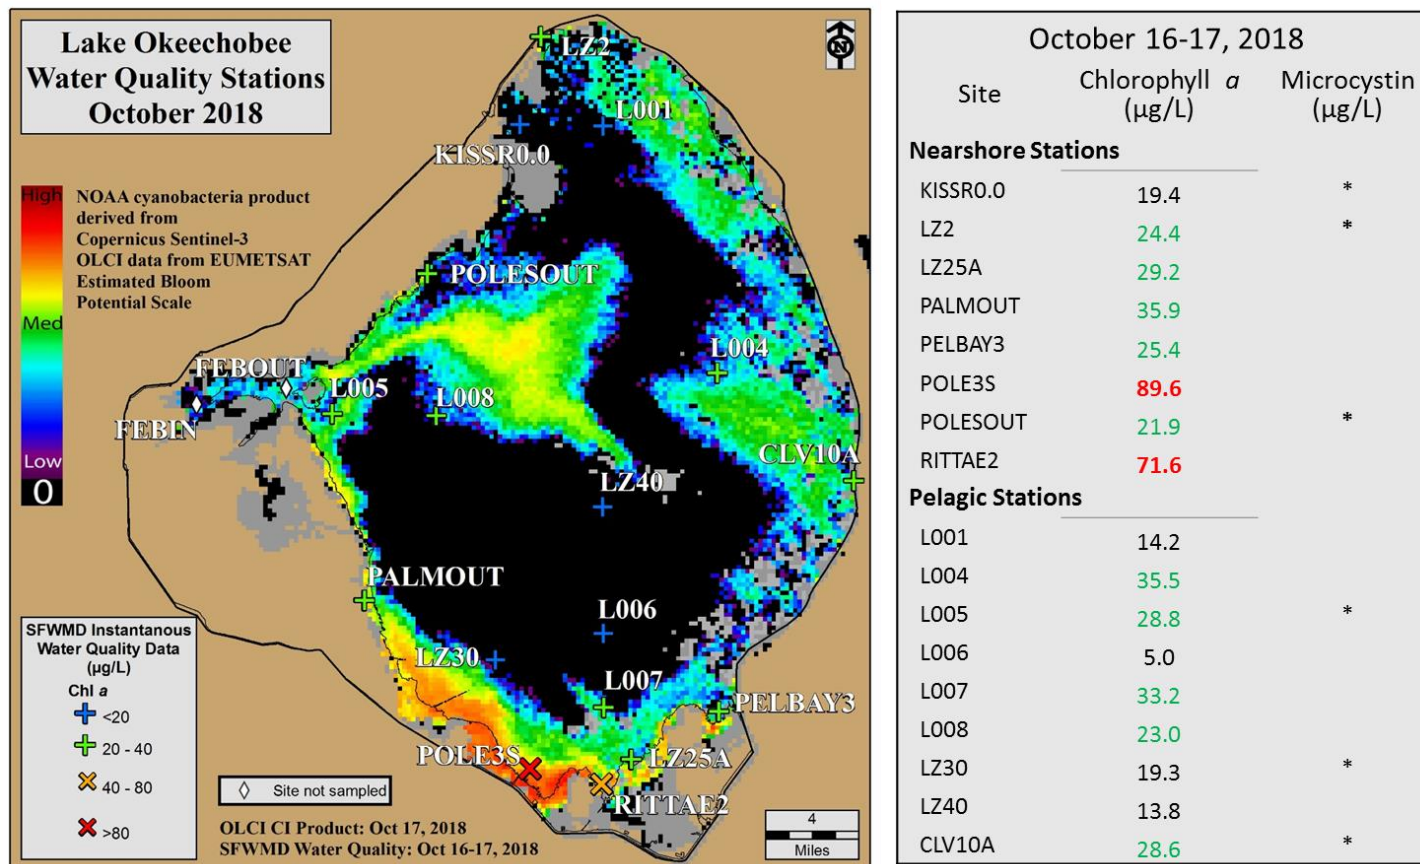 Lake Okeechobee
Water Quality Stations
October 2018
N
High
Med
Low
0
NOAA cyanobacteria product
derived from
Copernicus Sentinel-3
OLCI data from EUMETSAT
Estimated Bloom
Potential Scale
LZ2
L001
KISSR0.0
POLESOUT
L004
FEBOUT
L005
L008
FEBIN
CLV10A
LZ40
PALMOUT
L006
LZ30
L007
PELBAY3
POLE3S
LZ25A
RITTAE2
SFWMD Instantanous
Water Quality Data
(µg/L)
Chl a
<20
20 - 40
40 - 80
>80
Site not sampled
OLCI CI Product: Oct 17, 2018
SFWMD Water Quality: Oct 16-17, 2018
4
Miles
October 16-17, 2018
Site Chlorophyll a (µg/L) Microcystin (µg/L)
Nearshore Stations
KISSR0.0 19.4 *
LZ2 24.4 *
LZ25A 29.2
PALMOUT 35.9
PELBAY3 25.4
POLE3S 89.6
POLESOUT 21.9 *
RITTAE2 71.6
Pelagic Stations
L001 14.2
L004 35.5
L005 28.8 *
L006 5.0
L007 33.2
L008 23.0
LZ30 19.3 *
LZ40 13.8
CLV10A 28.6 *